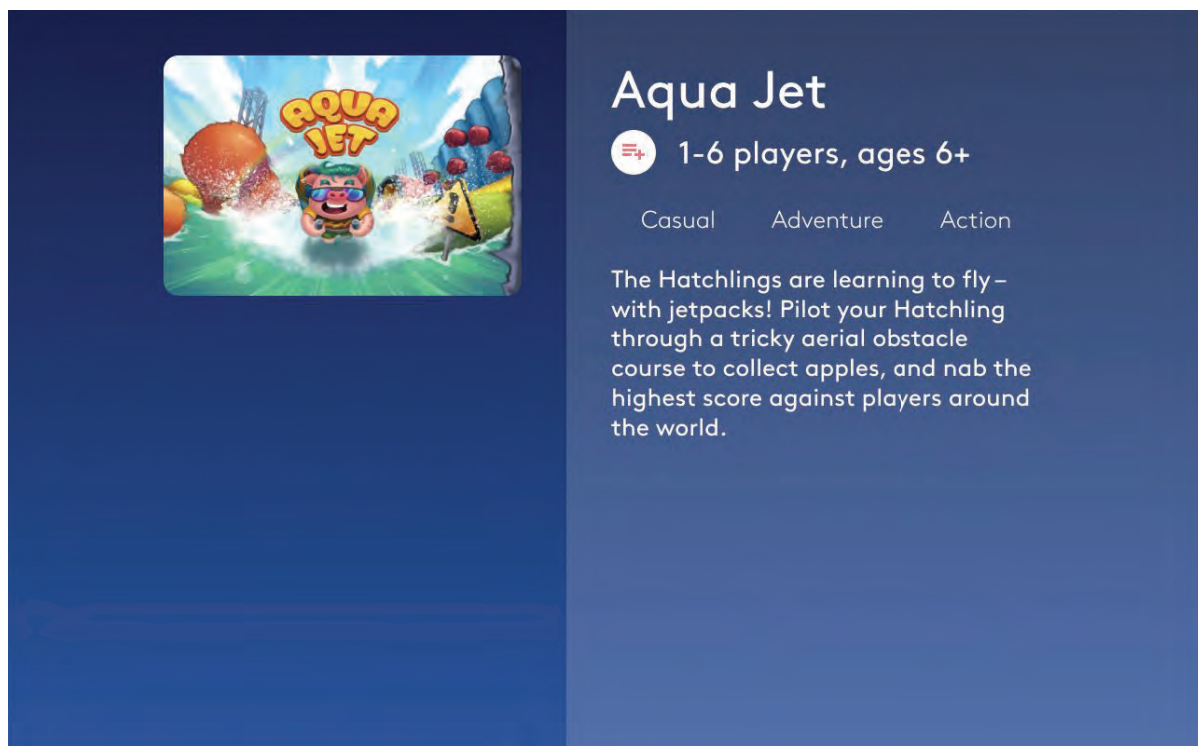 AQUA
JET
Aqua Jet
1-6 players, ages 6+
Casual Adventure Action
The Hatchlings are learning to fly –
with jetpacks! Pilot your Hatchling
through a tricky aerial obstacle
course to collect apples, and nab the
highest score against players around
the world.